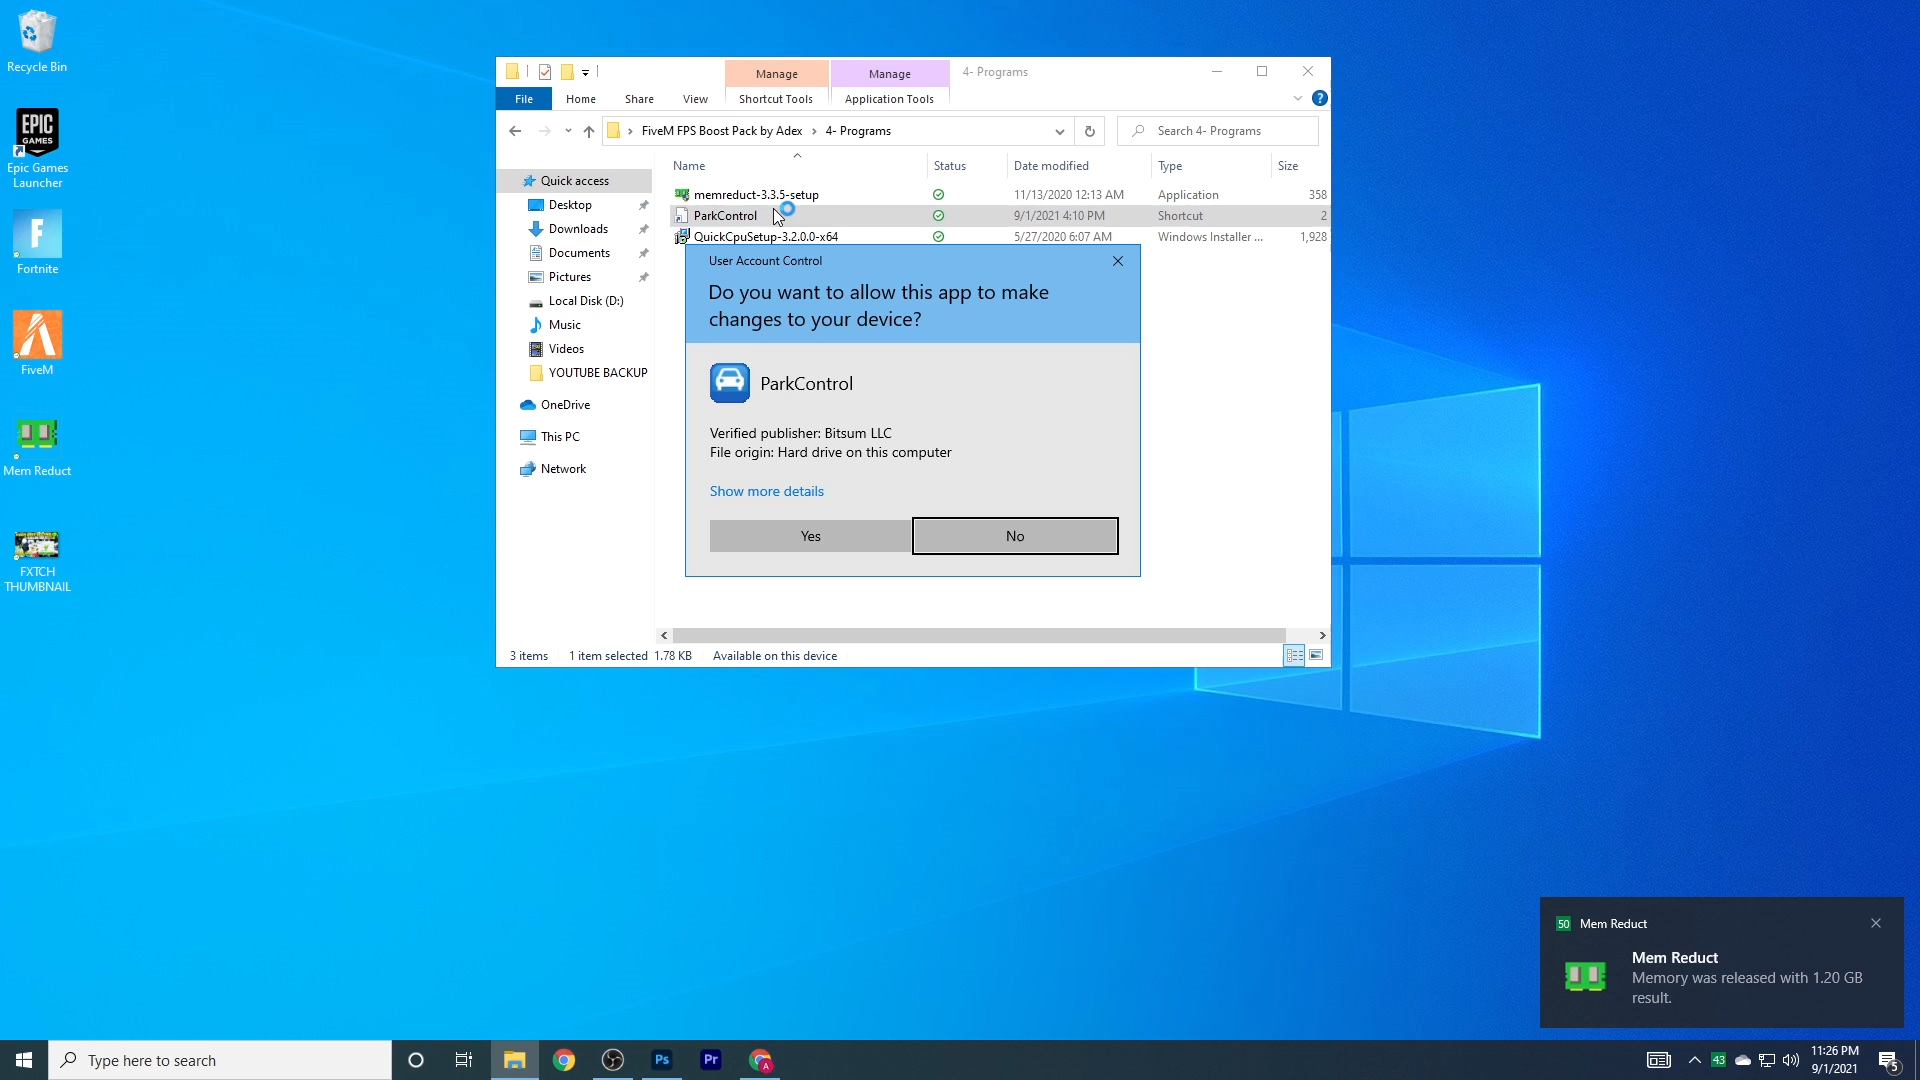 Recycle Bin
EPIC
GAMES
Epic Games
Launcher
Fortnite
FiveM
Mem Reduct
FXTCH
THUMBNAIL
Manage
Manage
4- Programs
File
Home
Share
View
Shortcut Tools
Application Tools
FiveM FPS Boost Pack by Adex
4- Programs
Search 4- Programs
Name
Status
Date modified
Type
Size
Quick access
Desktop
Downloads
Documents
Pictures
Local Disk (D:)
Music
Videos
YOUTUBE BACKUP
OneDrive
This PC
Network
memreduct-3.3.5-setup
11/13/2020 12:13 AM
Application
358
ParkControl
9/1/2021 4:10 PM
Shortcut
2
QuickCpuSetup-3.2.0.0-x64
5/27/2020 6:07 AM
Windows Installer ...
1,928
User Account Control
Do you want to allow this app to make
changes to your device?
ParkControl
Verified publisher: Bitsum LLC
File origin: Hard drive on this computer
Show more details
Yes
No
3 items
1 item selected 1.78 KB
Available on this device
50
Mem Reduct
Mem Reduct
Memory was released with 1.20 GB
result.
Type here to search
Ps
Pr
A
43
11:26 PM
9/1/2021
5